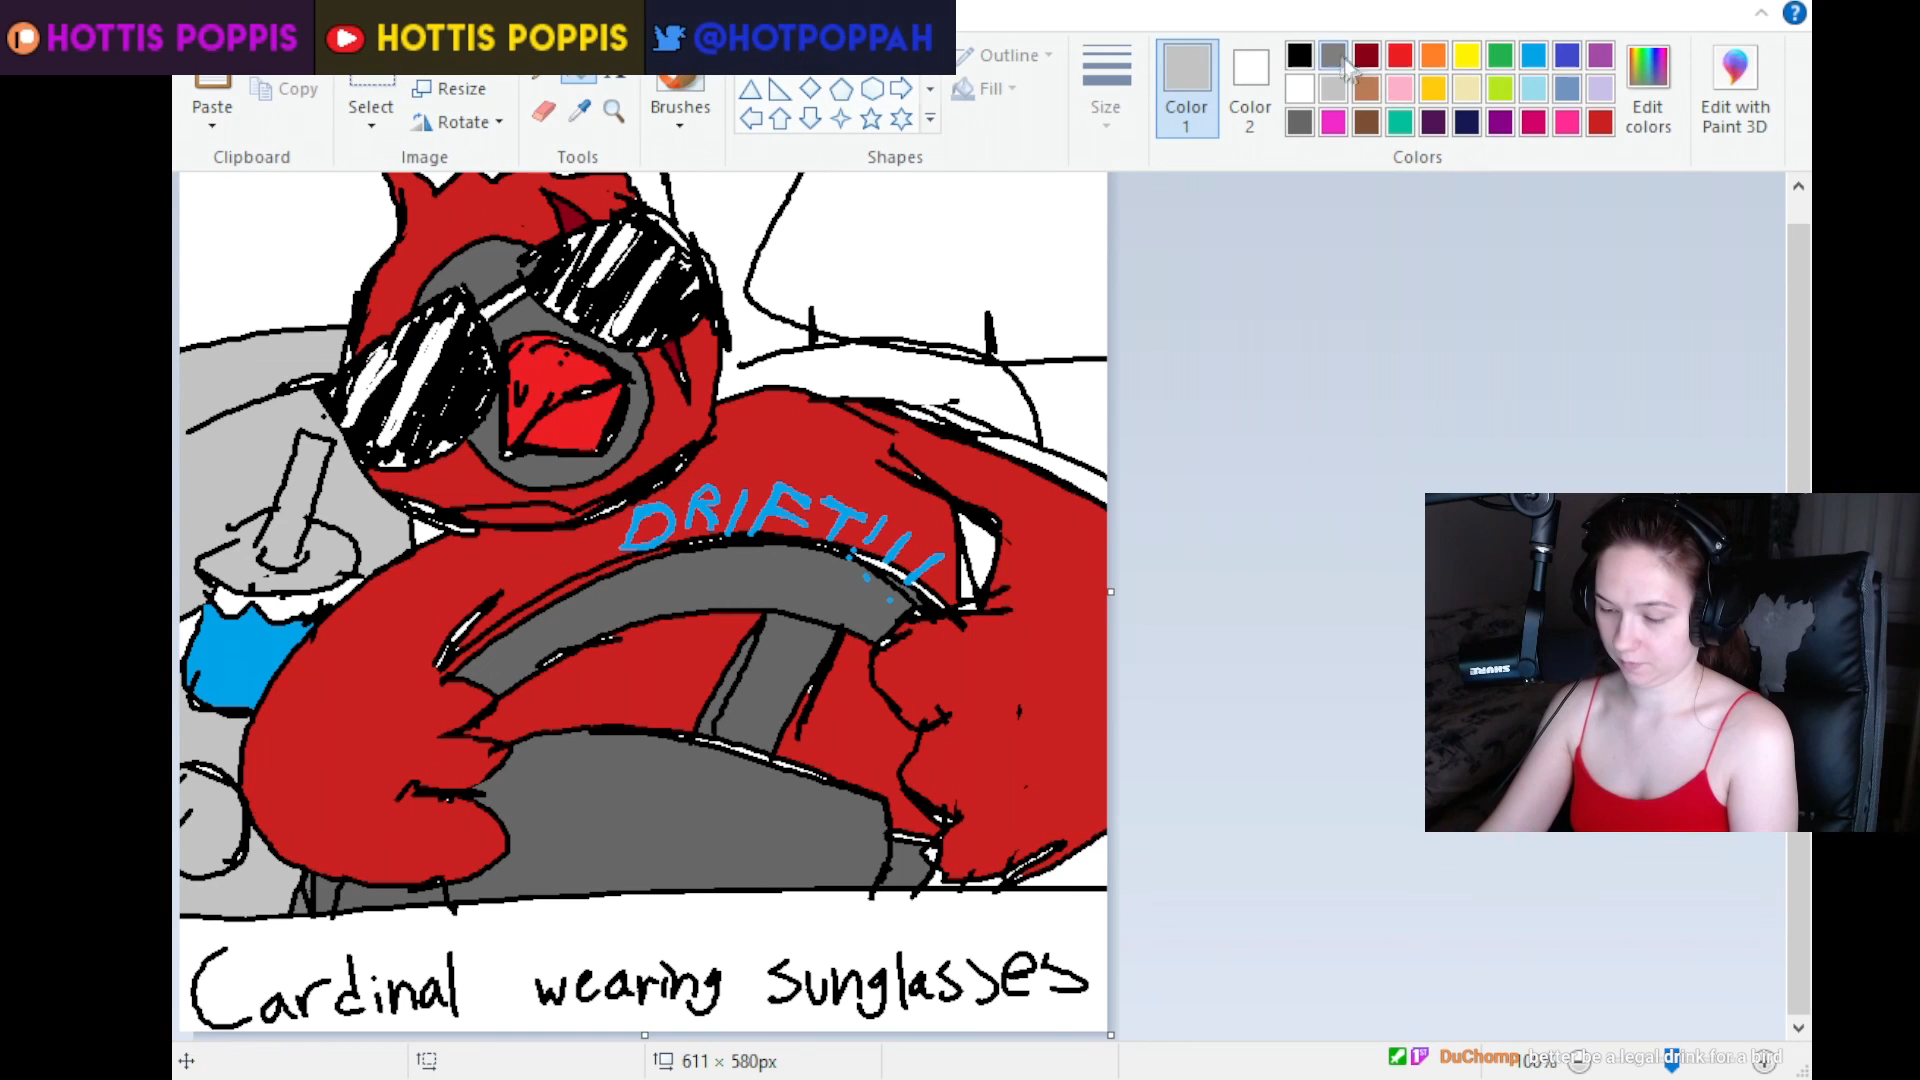 HOTTIS POPPIS HOTTIS POPPIS @HOTPOPPAH
Outline
Fill
Paste
Copy
Select
Resize
Rotate
Brushes
Size
Color 1
Color 2
Edit colors
Edit with Paint 3D
Clipboard Image Tools Shapes Colors
DRIFT!!!
SHURE
Cardinal wearing sunglasses
611 × 580px
100%
DuChomp better be a legal drink for a bird